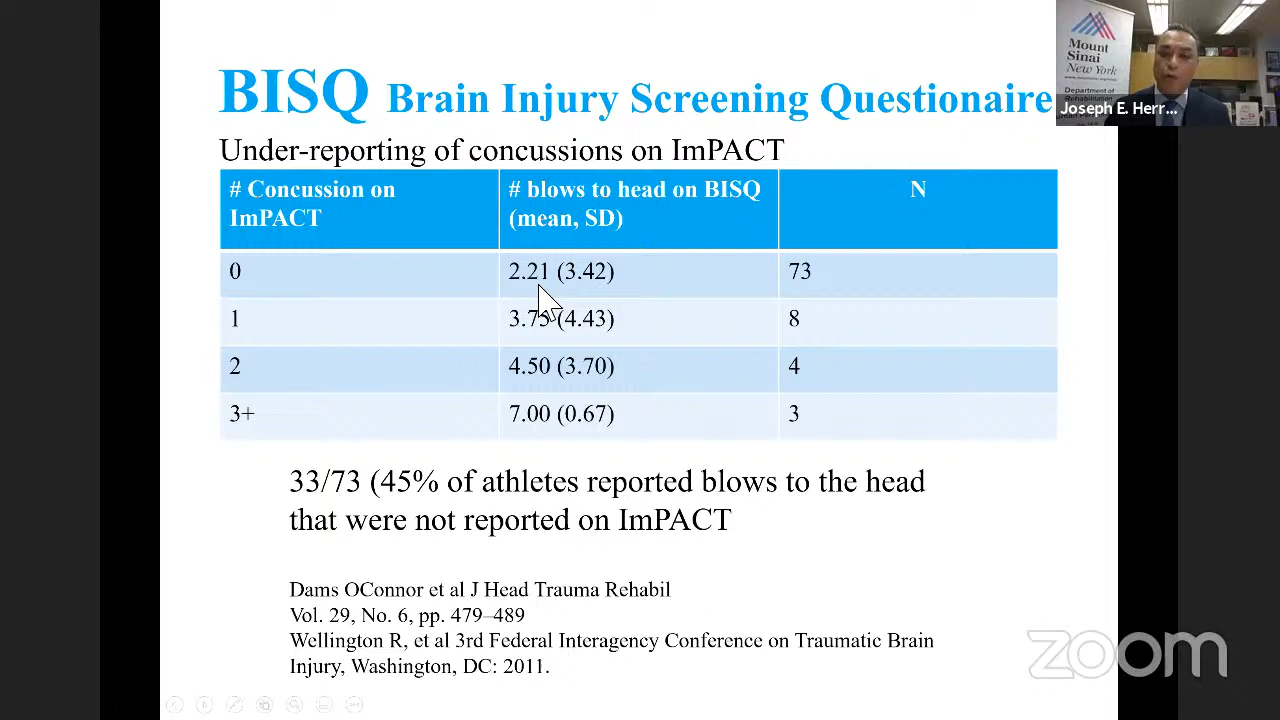 BISQ Brain Injury Screening Questionaire
Under-reporting of concussions on ImPACT
# Concussion on ImPACT
# blows to head on BISQ (mean, SD)
N
0
2.21 (3.42)
73
1
3.75 (4.43)
8
2
4.50 (3.70)
4
3+
7.00 (0.67)
3
33/73 (45% of athletes reported blows to the head
that were not reported on ImPACT
Dams OConnor et al J Head Trauma Rehabil
Vol. 29, No. 6, pp. 479–489
Wellington R, et al 3rd Federal Interagency Conference on Traumatic Brain
Injury, Washington, DC: 2011.
Mount
Sinai
New York
Department of
Joseph E. Herr...
zoom